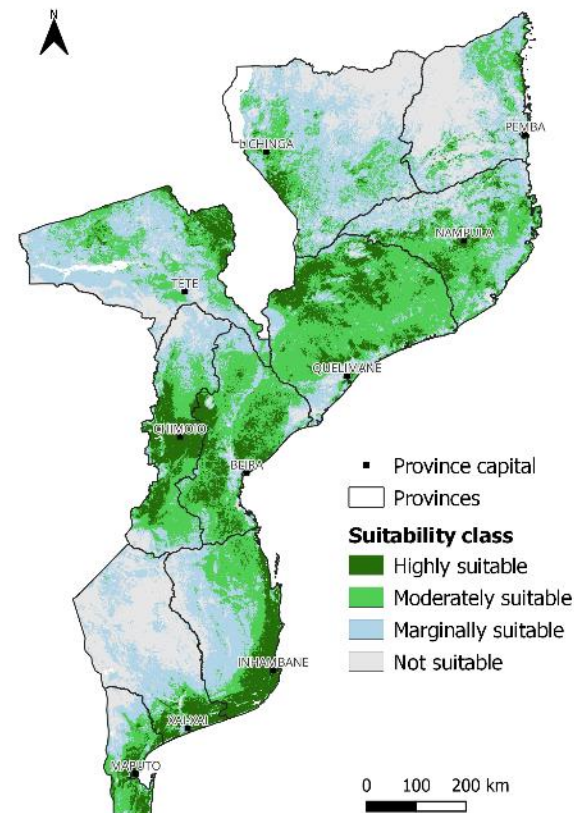 N
PEMBA
LICHINGA
NAMPULA
TETE
QUELIMANE
CHIMOIO
BEIRA
Province capital
Provinces
Suitability class
Highly suitable
Moderately suitable
Marginally suitable
Not suitable
INHAMBANE
XAI-XAI
MAPUTO
0 100 200 km